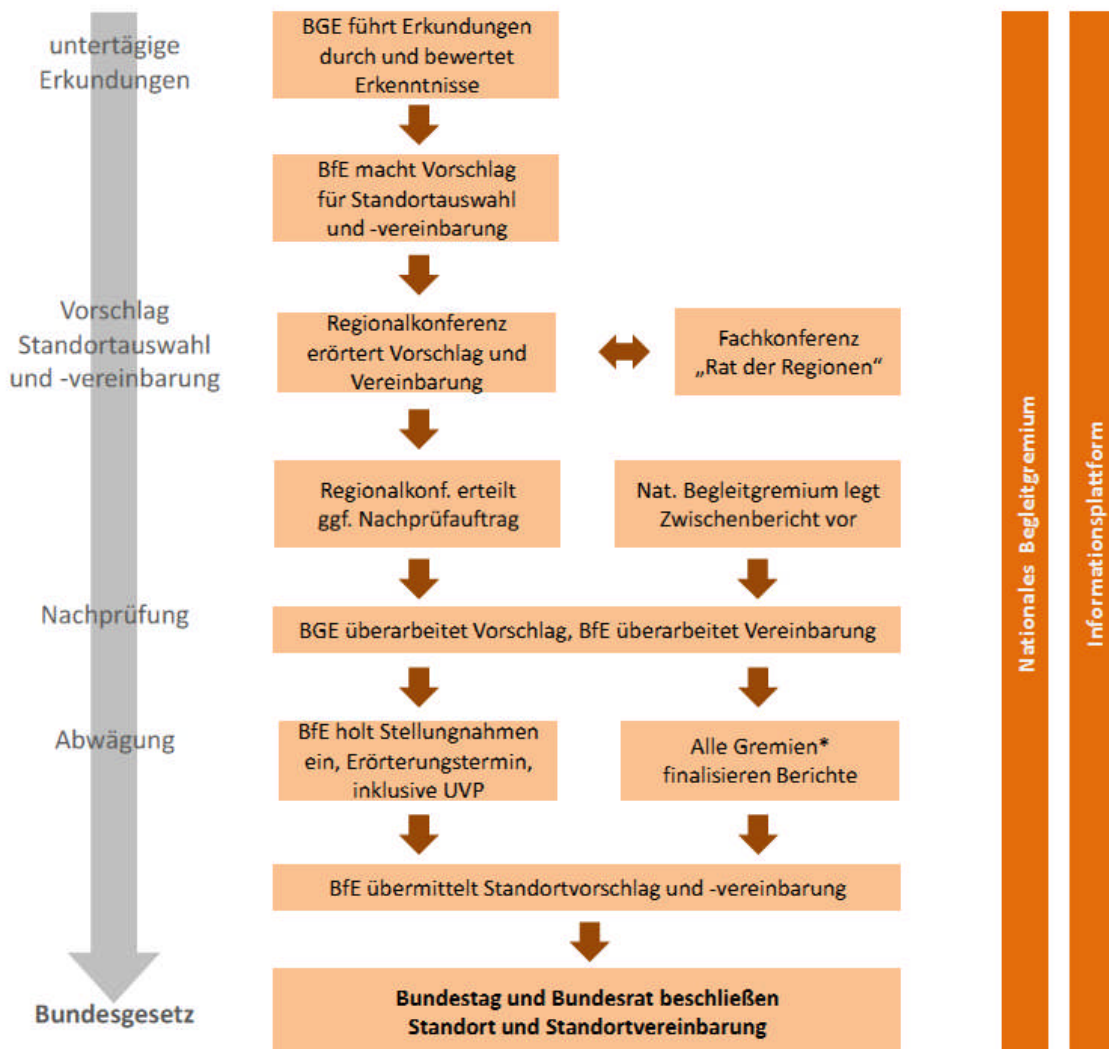 untertägige
Erkundungen
BGE führt Erkundungen
durch und bewertet
Erkenntnisse
BfE macht Vorschlag
für Standortauswahl
und -vereinbarung
Vorschlag
Standortauswahl
und -vereinbarung
Regionalkonferenz
erörtert Vorschlag und
Vereinbarung
Fachkonferenz
„Rat der Regionen“
Regionalkonf. erteilt
ggf. Nachprüfauftrag
Nat. Begleitgremium legt
Zwischenbericht vor
Nachprüfung
BGE überarbeitet Vorschlag, BfE überarbeitet Vereinbarung
Abwägung
BfE holt Stellungnahmen
ein, Erörterungstermin,
inklusive UVP
Alle Gremien*
finalisieren Berichte
BfE übermittelt Standortvorschlag und -vereinbarung
Bundesgesetz
Bundestag und Bundesrat beschließen
Standort und Standortvereinbarung
Nationales Begleitgremium
Informationsplattform